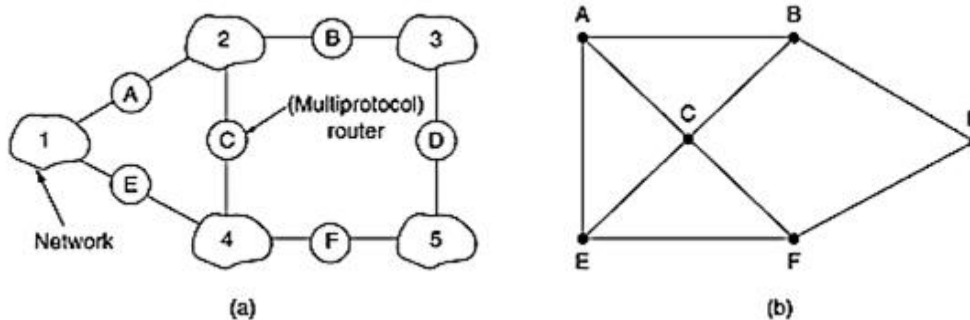 2 B 3
A
(Multiprotocol)
router
1 C D
E
Network
4 F 5
(a)
A B
C
E F
(b)